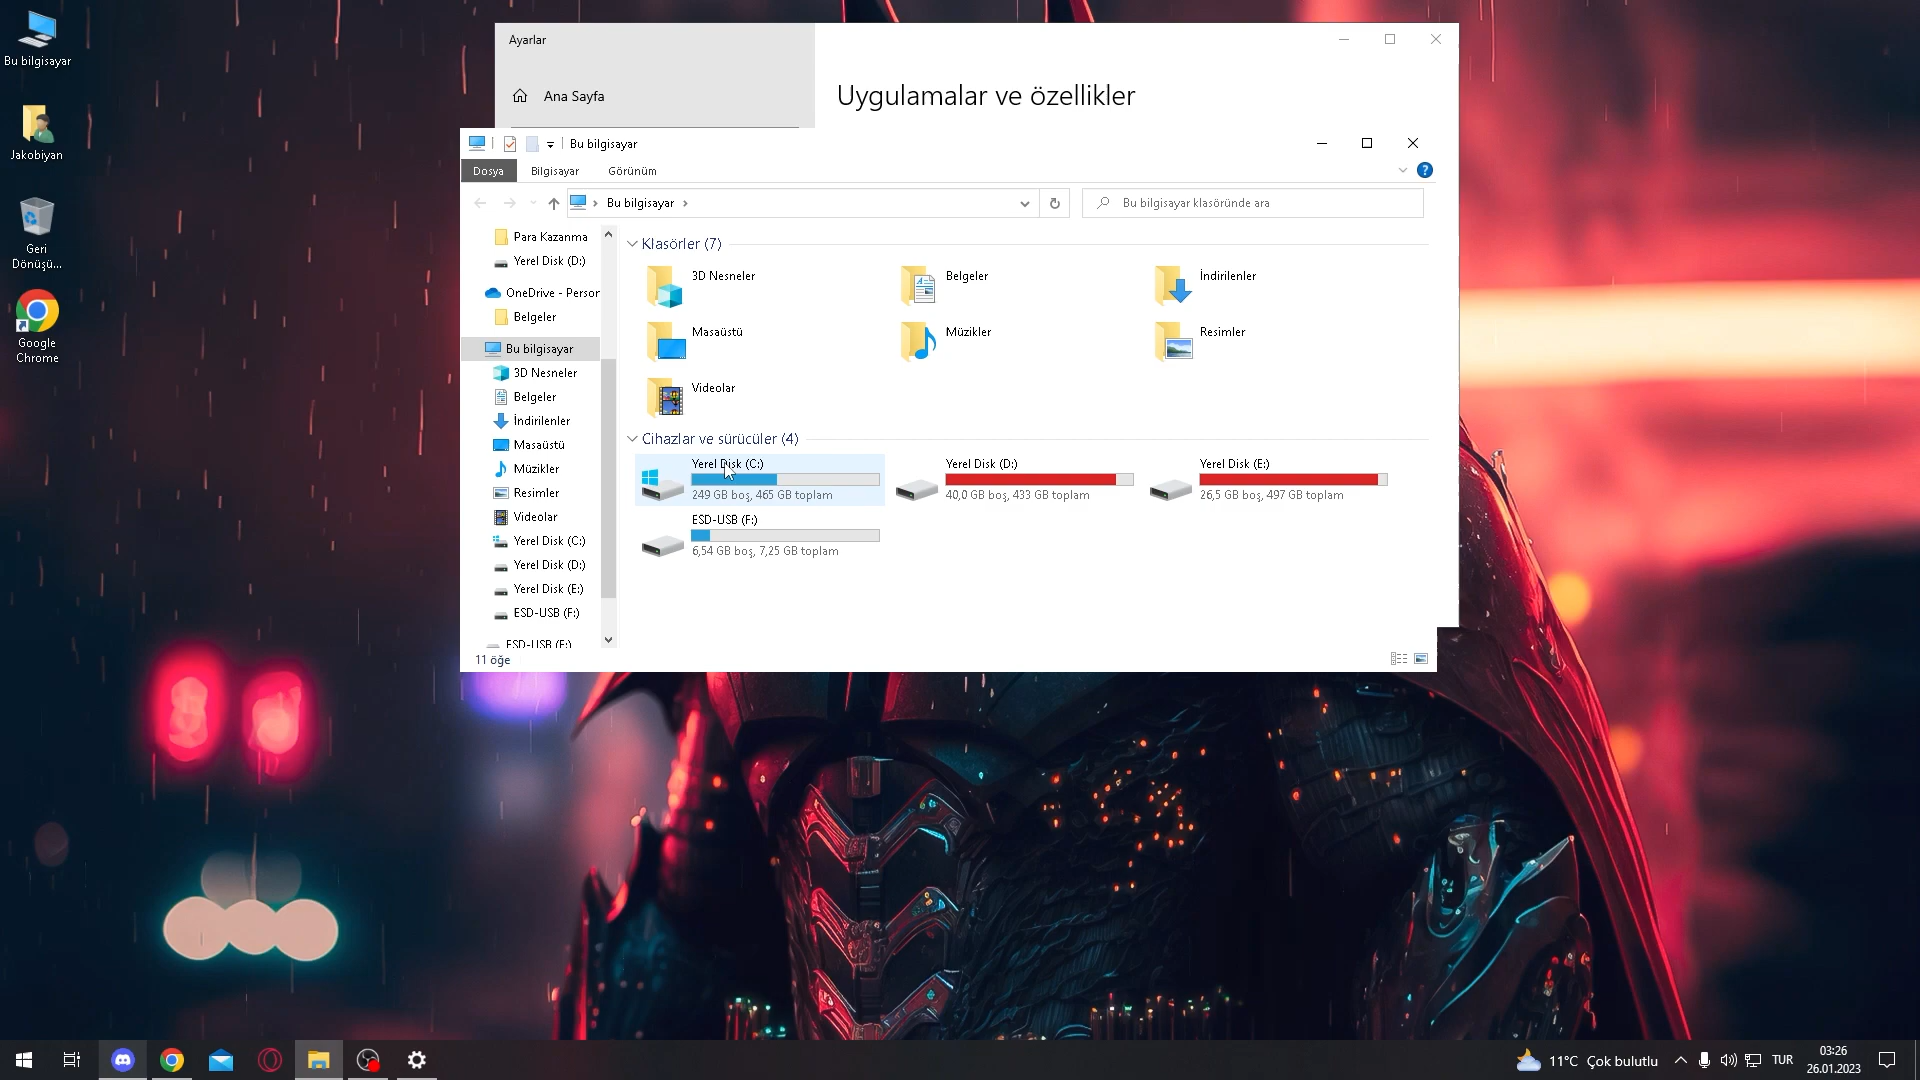 Bu bilgisayar
Jakobiyan
Geri
Dönüşü...
Google
Chrome
Ayarlar
Ana Sayfa
Uygulamalar ve özellikler
Bu bilgisayar
Dosya
Bilgisayar
Görünüm
Bu bilgisayar
Bu bilgisayar klasöründe ara
Para Kazanma
Yerel Disk (D:)
OneDrive - Person
Belgeler
Bu bilgisayar
3D Nesneler
Belgeler
İndirilenler
Masaüstü
Müzikler
Resimler
Videolar
Yerel Disk (C:)
Yerel Disk (D:)
Yerel Disk (E:)
ESD-USB (F:)
ESD-USB (F:)
Klasörler (7)
3D Nesneler
Belgeler
İndirilenler
Masaüstü
Müzikler
Resimler
Videolar
Cihazlar ve sürücüler (4)
Yerel Disk (C:)
249 GB boş, 465 GB toplam
Yerel Disk (D:)
40,0 GB boş, 433 GB toplam
Yerel Disk (E:)
26,5 GB boş, 497 GB toplam
ESD-USB (F:)
6,54 GB boş, 7,25 GB toplam
11 öğe
11°C Çok bulutlu
TUR
03:26
26.01.2023